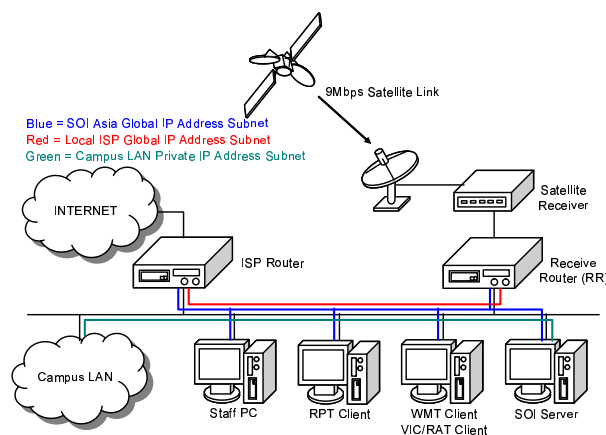 9Mbps Satellite Link
Blue = SOI Asia Global IP Address Subnet
Red = Local ISP Global IP Address Subnet
Green = Campus LAN Private IP Address Subnet
INTERNET
Satellite
Receiver
ISP Router
Receive
Router (RR)
Campus LAN
Staff PC
RPT Client
WMT Client
VIC/RAT Client
SOI Server